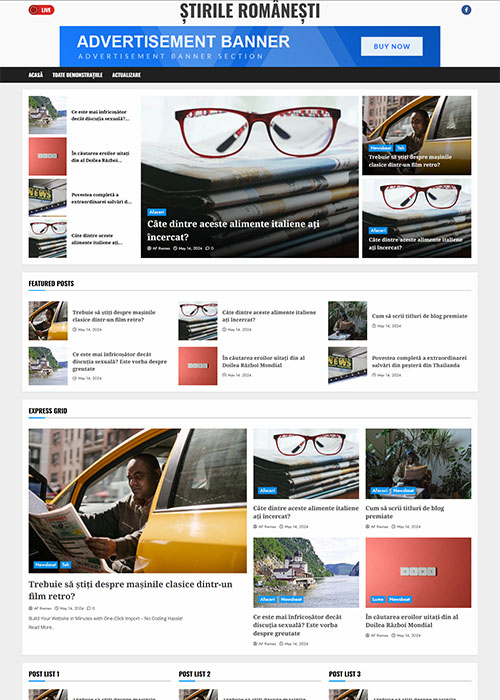 LIVE
ȘTIRILE ROMÂNEȘTI
ADVERTISEMENT BANNER
ADVERTISEMENT BANNER SECTION
BUY NOW
ACASĂ TOATE DEMONSTRAȚIILE ACTUALIZARE
Ce este mai înfricoșător
decât discuția sexuală?...
În căutarea eroilor uitați
din al Doilea Război...
Povestea completă a
extraordinarei salvări d...
Câte dintre aceste
alimente italiene ați...
Afaceri
Câte dintre aceste alimente italiene ați
încercat?
AF themes May 14, 2024 0
Newsbeat Teh
Trebuie să știți despre mașinile
clasice dintr-un film retro?
Afaceri
Câte dintre aceste alimente italiene ați
încercat?
FEATURED POSTS
Trebuie să știți despre mașinile
clasice dintr-un film retro?
May 14, 2024
Câte dintre aceste alimente italiene
ați încercat?
May 14, 2024
Cum să scrii titluri de blog premiate
May 14, 2024
Ce este mai înfricoșător decât
discuția sexuală? Este vorba despre
greutate
May 14, 2024
În căutarea eroilor uitați din al
Doilea Război Mondial
May 14, 2024
Povestea completă a extraordinarei
salvări din peșteră din Thailanda
May 14, 2024
EXPRESS GRID
Newsbeat Teh
Trebuie să știți despre mașinile clasice dintr-un
film retro?
AF themes May 14, 2024 0
Build Your Website in Minutes with One-Click Import – No Coding Hassle!
Read More..
Afaceri
Câte dintre aceste alimente italiene
ați încercat?
AF themes May 14, 2024
Afaceri Newsbeat
Cum să scrii titluri de blog
premiate
AF themes May 14, 2024
Afaceri Newsbeat
Ce este mai înfricoșător decât
discuția sexuală? Este vorba
despre greutate
AF themes May 14, 2024
Lume Newsbeat
În căutarea eroilor uitați din al
Doilea Război Mondial
AF themes May 14, 2024
POST LIST 1
POST LIST 2
POST LIST 3